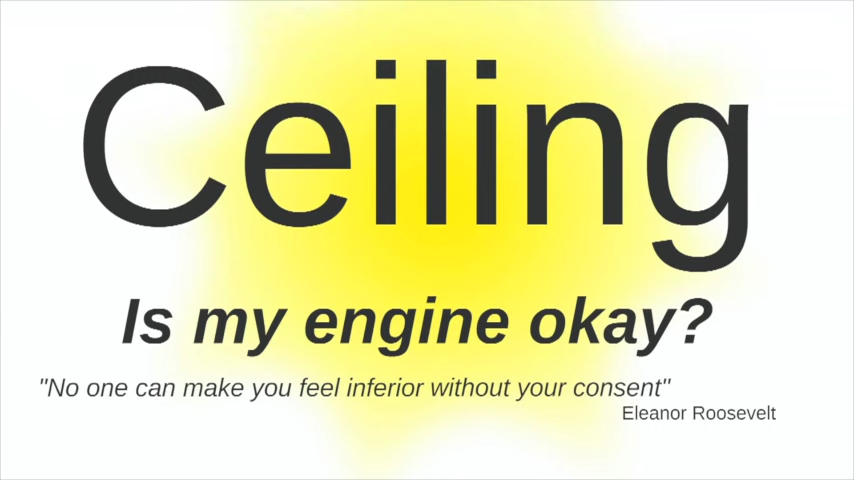 Ceiling
Is my engine okay?
"No one can make you feel inferior without your consent"
Eleanor Roosevelt